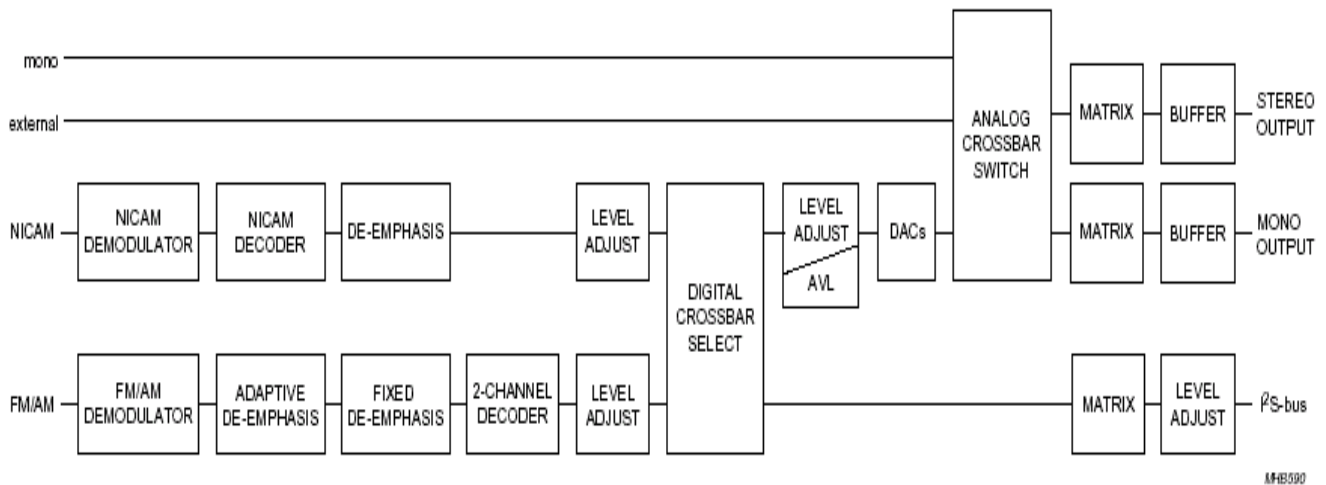 mono
external
ANALOG
CROSSBAR
SWITCH
MATRIX
BUFFER
STEREO
OUTPUT
NICAM
NICAM
DEMODULATOR
NICAM
DECODER
DE-EMPHASIS
LEVEL
ADJUST
DIGITAL
CROSSBAR
SELECT
LEVEL
ADJUST
AVL
DACs
MATRIX
BUFFER
MONO
OUTPUT
FM/AM
FM/AM
DEMODULATOR
ADAPTIVE
DE-EMPHASIS
FIXED
DE-EMPHASIS
2-CHANNEL
DECODER
LEVEL
ADJUST
MATRIX
LEVEL
ADJUST
I²S-bus
MHB590